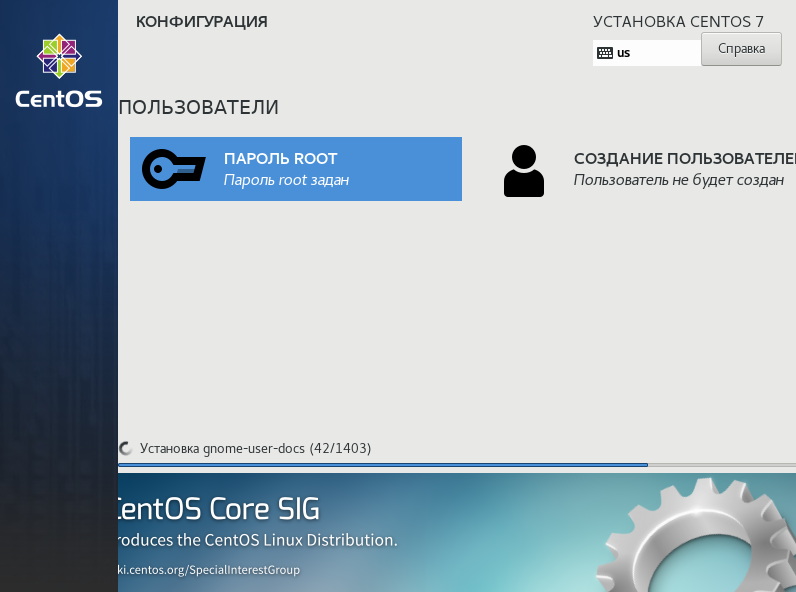 КОНФИГУРАЦИЯ
УСТАНОВКА CENTOS 7
us
Справка
CentOS
ПОЛЬЗОВАТЕЛИ
ПАРОЛЬ ROOT
Пароль root задан
СОЗДАНИЕ ПОЛЬЗОВАТЕЛЕ
Пользователь не будет создан
Установка gnome-user-docs (42/1403)
CentOS Core SIG
roduces the CentOS Linux Distribution.
ki.centos.org/SpecialInterestGroup